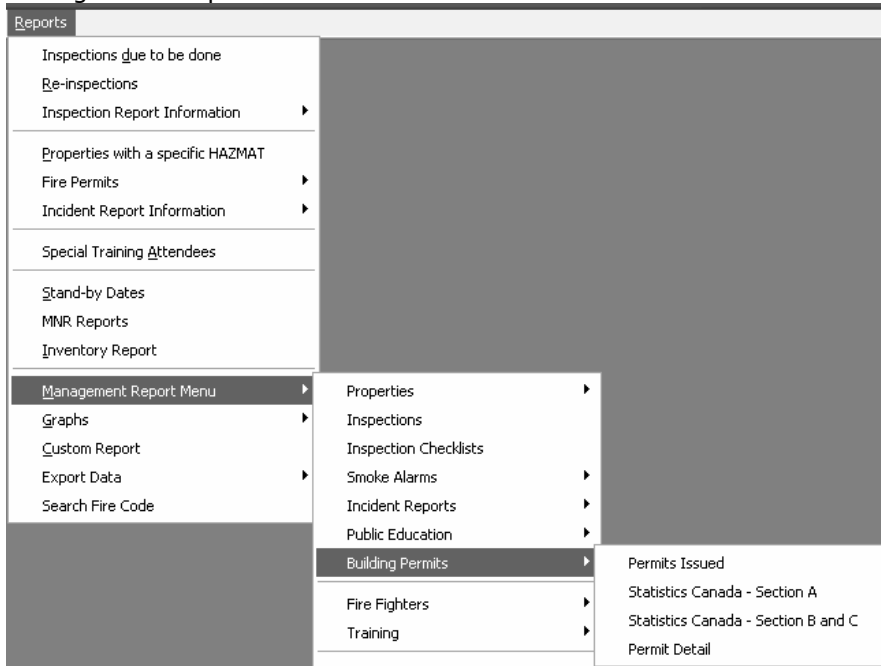 Reports
Inspections due to be done
Re-inspections
Inspection Report Information
Properties with a specific HAZMAT
Fire Permits
Incident Report Information
Special Training Attendees
Stand-by Dates
MNR Reports
Inventory Report
Management Report Menu
Graphs
Custom Report
Export Data
Search Fire Code
Properties
Inspections
Inspection Checklists
Smoke Alarms
Incident Reports
Public Education
Building Permits
Fire Fighters
Training
Permits Issued
Statistics Canada - Section A
Statistics Canada - Section B and C
Permit Detail